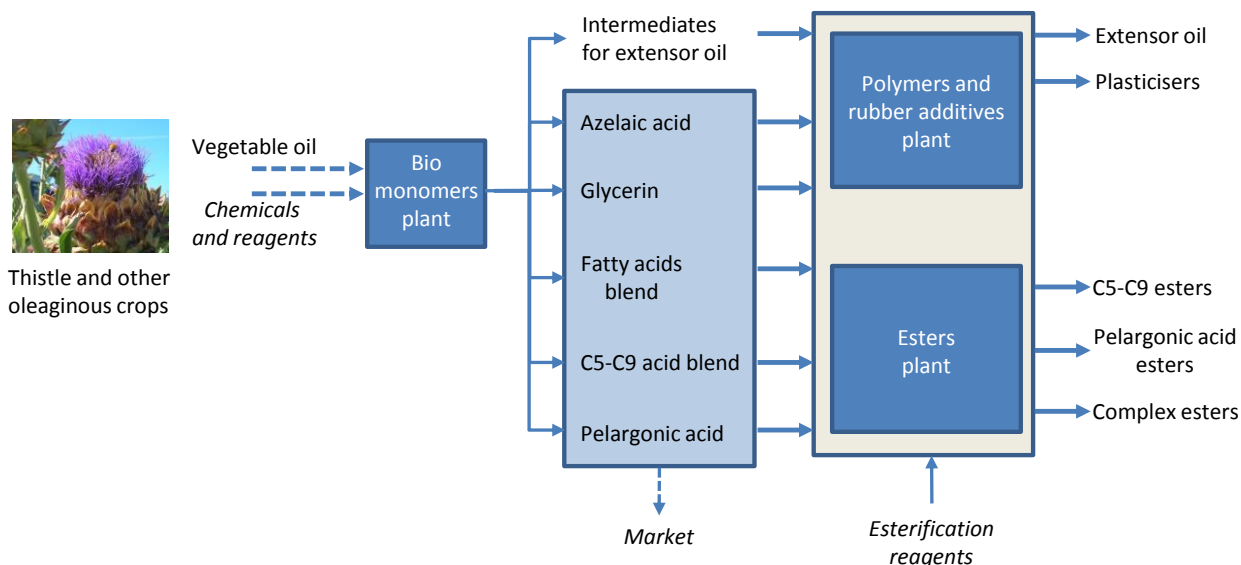 Thistle and other
oleaginous crops
Vegetable oil
Chemicals
and reagents
Bio
monomers
plant
Intermediates
for extensor oil
Azelaic acid
Glycerin
Fatty acids
blend
C5-C9 acid blend
Pelargonic acid
Market
Polymers and
rubber additives
plant
Esters
plant
Esterification
reagents
Extensor oil
Plasticisers
C5-C9 esters
Pelargonic acid
esters
Complex esters